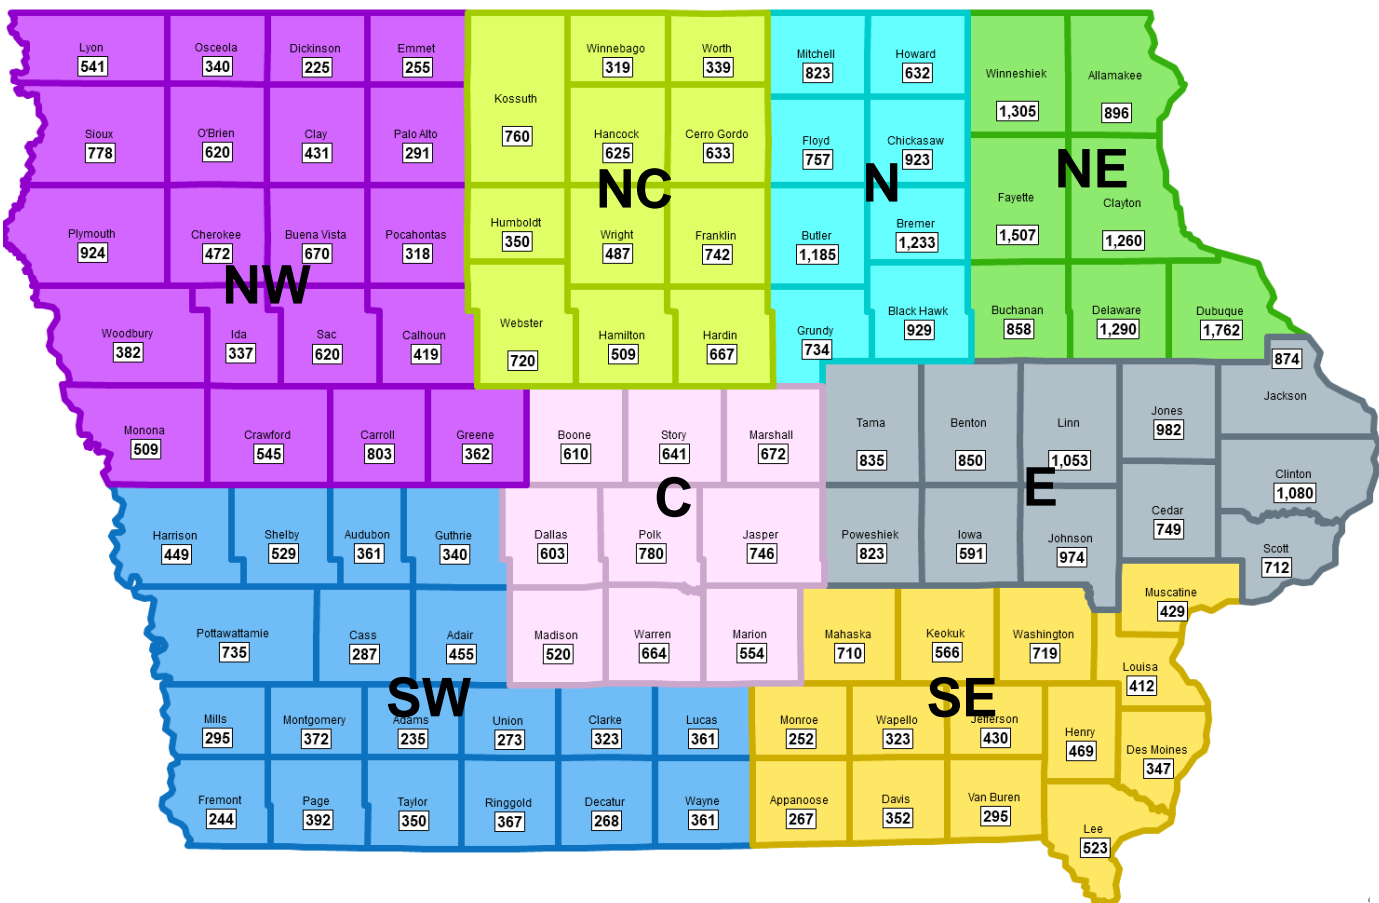 Lyon
541
Osceola
340
Dickinson
225
Emmet
255
Kossuth
760
Winnebago
319
Worth
339
Mitchell
823
Howard
632
Winneshiek
1,305
Allamakee
896
Sioux
778
O'Brien
620
Clay
431
Palo Alto
291
Hancock
625
Cerro Gordo
633
Floyd
757
Chickasaw
923
NC
N
NE
Plymouth
924
Cherokee
472
Buena Vista
670
Pocahontas
318
Humboldt
350
Wright
487
Franklin
742
Butler
1,185
Bremer
1,233
Fayette
1,507
Clayton
1,260
NW
Woodbury
382
Ida
337
Sac
620
Calhoun
419
Webster
720
Hamilton
509
Hardin
667
Grundy
734
Black Hawk
929
Buchanan
858
Delaware
1,290
Dubuque
1,762
874
Jackson
Monona
509
Crawford
545
Carroll
803
Greene
362
Boone
610
Story
641
Marshall
672
Tama
835
Benton
850
Linn
1,053
Jones
982
Clinton
1,080
C
E
Harrison
449
Shelby
529
Audubon
361
Guthrie
340
Dallas
603
Polk
780
Jasper
746
Poweshiek
823
Iowa
591
Johnson
974
Cedar
749
Scott
712
Muscatine
429
Pottawattamie
735
Cass
287
Adair
455
Madison
520
Warren
664
Marion
554
Mahaska
710
Keokuk
566
Washington
719
Louisa
412
SW
SE
Mills
295
Montgomery
372
Adams
235
Union
273
Clarke
323
Lucas
361
Monroe
252
Wapello
323
Jefferson
430
Henry
469
Des Moines
347
Fremont
244
Page
392
Taylor
350
Ringgold
367
Decatur
268
Wayne
361
Appanoose
267
Davis
352
Van Buren
295
Lee
523